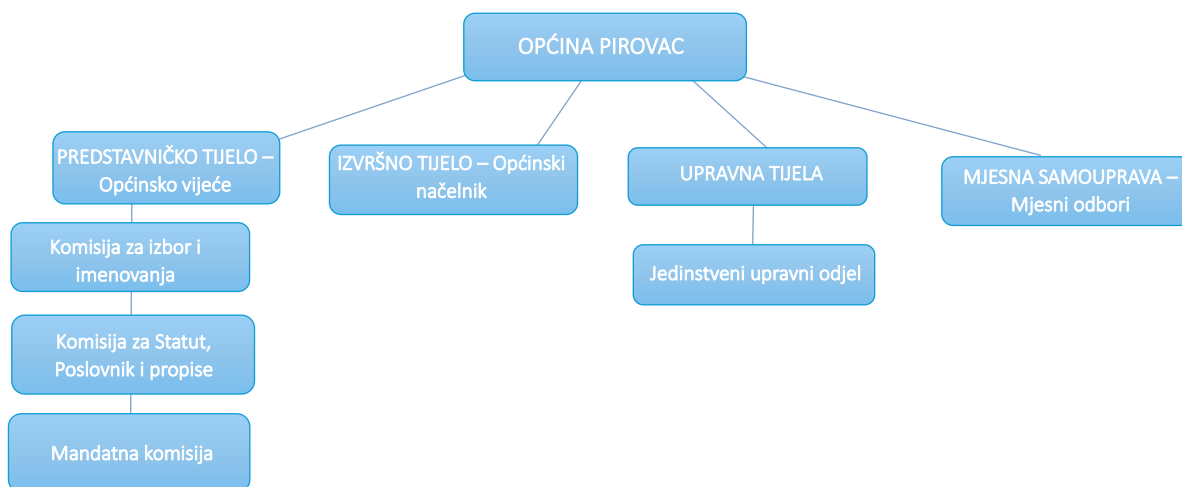 OPĆINA PIROVAC
PREDSTAVNIČKO TIJELO –
Općinsko vijeće
IZVRŠNO TIJELO – Općinski
načelnik
UPRAVNA TIJELA
MJESNA SAMOUPRAVA –
Mjesni odbori
Komisija za izbor i
imenovanja
Jedinstveni upravni odjel
Komisija za Statut,
Poslovnik i propise
Mandatna komisija